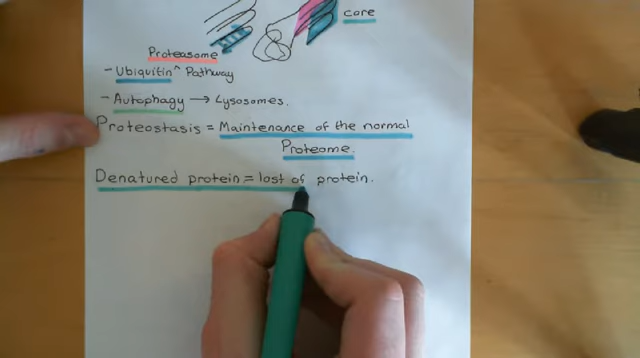 core
Proteasome
- Ubiquitin ^ Pathway
- Autophagy → Lysosomes.
Proteostasis = Maintenance of the normal
Proteome.
Denatured protein = lost of protein.